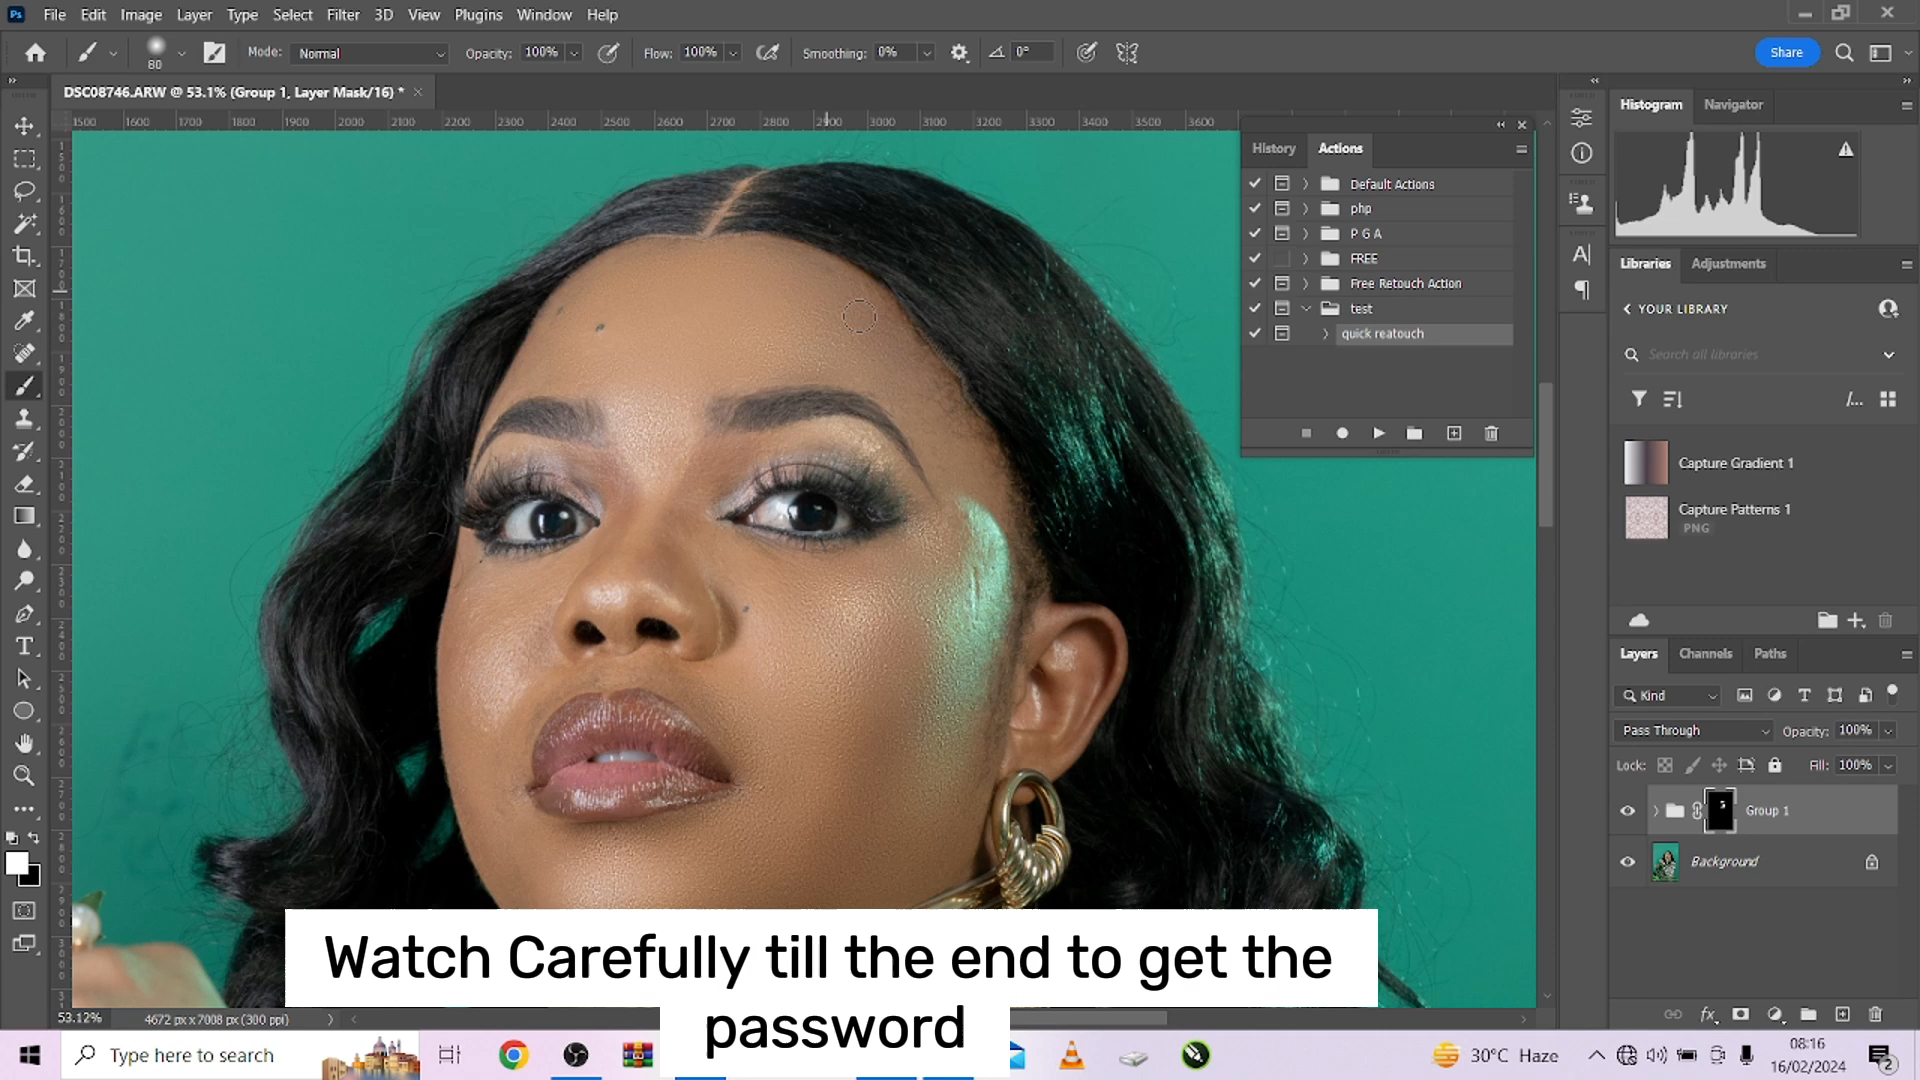 Ps File Edit Image Layer Type Select Filter 3D View Plugins Window Help
80 Mode: Normal Opacity: 100% Flow: 100% Smoothing: 0% 0° Share
DSC08746.ARW @ 53.1% (Group 1, Layer Mask/16) *
1500 1600 1700 1800 1900 2000 2100 2200 2300 2400 2500 2600 2700 2800 2900 3000 3100 3200 3300 3400 3500 3600
History Actions
Default Actions
php
P G A
FREE
Free Retouch Action
test
quick reatouch
Histogram Navigator
Libraries Adjustments
YOUR LIBRARY
Search all libraries
Capture Gradient 1
Capture Patterns 1
PNG
Layers Channels Paths
Kind
Pass Through Opacity: 100%
Lock: Fill: 100%
Group 1
Background
Watch Carefully till the end to get the
password
53.12% 4672 px x 7008 px (300 ppi)
Type here to search
30°C Haze
08:16
16/02/2024
2